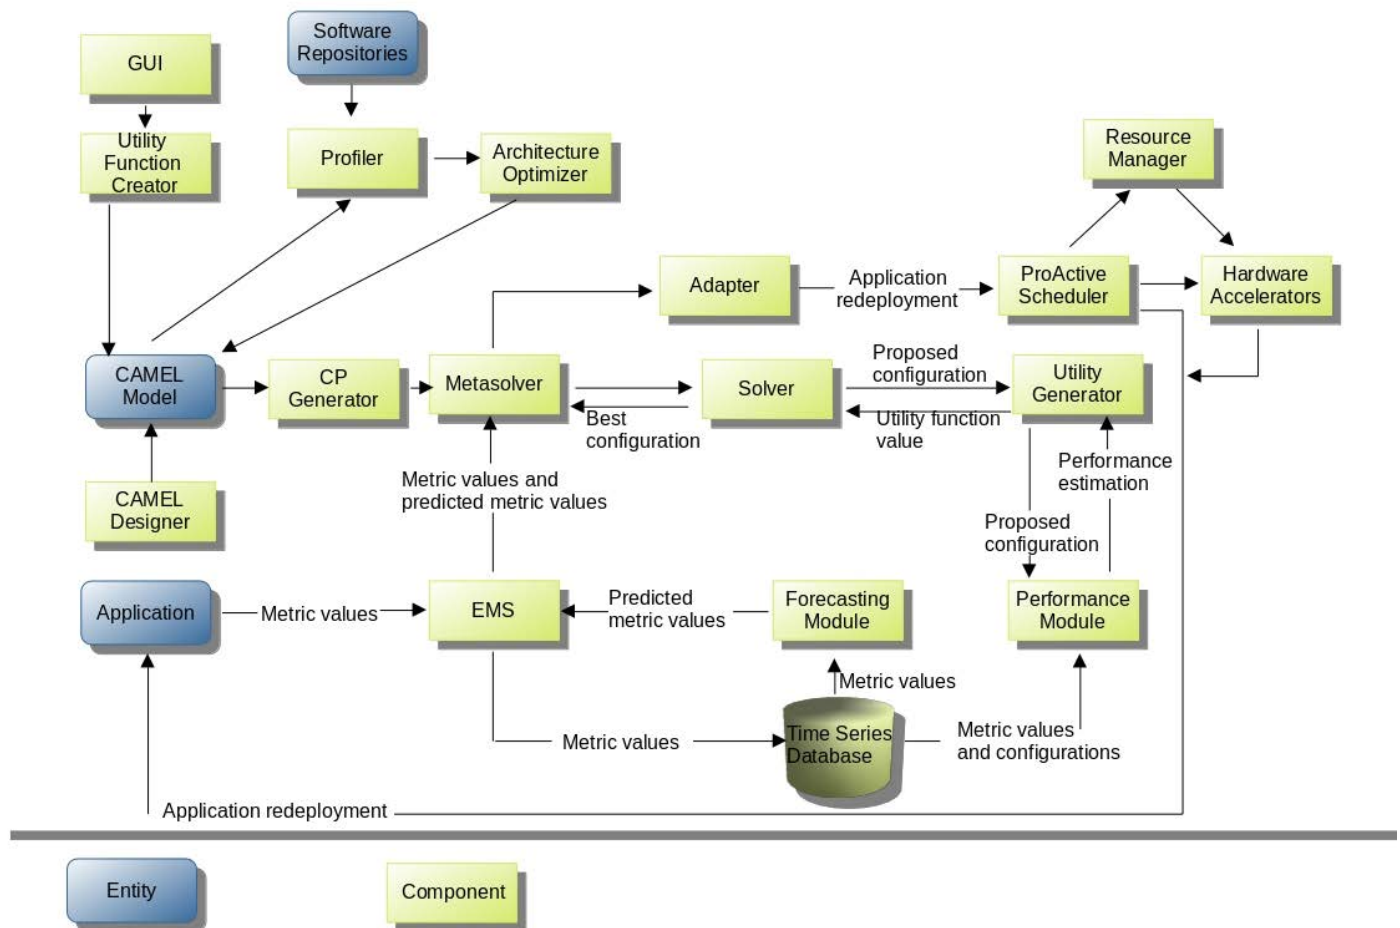 Software
Repositories
GUI
Utility
Function
Creator
Profiler
Architecture
Optimizer
Resource
Manager
Adapter
Application
redeployment
ProActive
Scheduler
Hardware
Accelerators
CAMEL
Model
CP
Generator
Metasolver
Solver
Proposed
configuration
Utility
Generator
Best
configuration
Utility function
value
Metric values and
predicted metric values
Performance
estimation
CAMEL
Designer
Proposed
configuration
Application
Metric values
EMS
Predicted
metric values
Forecasting
Module
Performance
Module
Metric values
Metric values
Time Series
Database
Metric values
and configurations
Application redeployment
Entity
Component